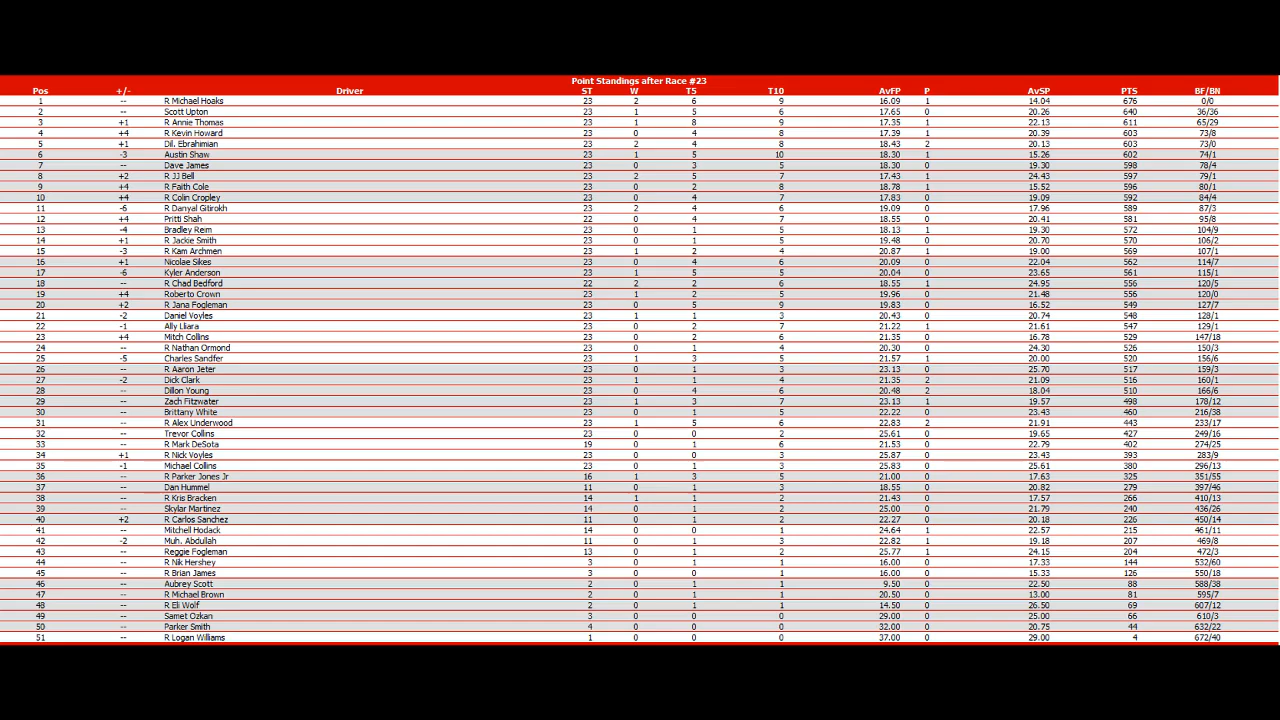 Point Standings after Race #23
Pos +/- Driver ST W T5 T10 AvFP P AvSP PTS BF/BN
1 -- R Michael Hoaks 23 2 6 9 16.09 1 14.04 676 0/0
2 -- Scott Upton 23 1 5 6 17.65 0 20.26 640 36/36
3 +1 R Annie Thomas 23 1 8 9 17.35 1 22.13 611 65/29
4 +4 R Kevin Howard 23 0 4 8 17.39 1 20.39 603 73/8
5 +1 Dil. Ebrahimian 23 2 4 8 18.43 2 20.13 603 73/0
6 -3 Austin Shaw 23 1 5 10 18.30 1 15.26 602 74/1
7 -- Dave James 23 0 3 5 18.30 0 19.30 598 78/4
8 +2 R JJ Bell 23 2 5 7 17.43 1 24.43 597 79/1
9 +4 R Faith Cole 23 0 2 8 18.78 1 15.52 596 80/1
10 +4 R Colin Cropley 23 0 4 7 17.83 0 19.09 592 84/4
11 -6 R Danyal Gitirokh 23 2 4 6 19.09 0 17.96 589 87/3
12 +4 Pritti Shah 22 0 4 7 18.55 0 20.41 581 95/8
13 -4 Bradley Reim 23 0 1 5 18.13 1 19.30 572 104/9
14 +1 R Jackie Smith 23 0 1 5 19.48 0 20.70 570 106/2
15 -3 R Kam Archmen 23 1 2 4 20.87 1 19.00 569 107/1
16 +1 Nicolae Sikes 23 0 4 6 20.09 0 22.04 562 114/7
17 -6 Kyler Anderson 23 1 5 5 20.04 0 23.65 561 115/1
18 -- R Chad Bedford 22 2 2 6 18.55 1 24.95 556 120/5
19 +4 Roberto Crown 23 1 2 5 19.96 0 21.48 556 120/0
20 +2 R Jana Fogleman 23 0 5 9 19.83 0 16.52 549 127/7
21 -2 Daniel Voyles 23 1 1 3 20.43 0 20.74 548 128/1
22 -1 Ally Lliara 23 0 2 7 21.22 1 21.61 547 129/1
23 +4 Mitch Collins 23 0 2 6 21.35 0 16.78 529 147/18
24 -- R Nathan Ormond 23 0 1 4 20.30 0 24.30 526 150/3
25 -5 Charles Sandfer 23 1 3 5 21.57 1 20.00 520 156/6
26 -- R Aaron Jeter 23 0 1 3 23.13 0 25.70 517 159/3
27 -2 Dick Clark 23 1 1 4 21.35 2 21.09 516 160/1
28 -- Dillon Young 23 0 4 6 20.48 2 18.04 510 166/6
29 -- Zach Fitzwater 23 1 3 7 23.13 1 19.57 498 178/12
30 -- Brittany White 23 0 1 5 22.22 0 23.43 460 216/38
31 -- R Alex Underwood 23 1 5 6 22.83 2 21.91 443 233/17
32 -- Trevor Collins 23 0 0 2 25.61 0 19.65 427 249/16
33 -- R Mark DeSota 19 0 1 6 21.53 0 22.79 402 274/25
34 +1 R Nick Voyles 23 0 0 3 25.87 0 23.43 393 283/9
35 -1 Michael Collins 23 0 1 3 25.83 0 25.61 380 296/13
36 -- R Parker Jones Jr 16 1 3 5 21.00 0 17.63 325 351/55
37 -- Dan Hummel 11 0 1 3 18.55 0 20.82 279 397/46
38 -- R Kris Bracken 14 1 1 2 21.43 0 17.57 266 410/13
39 -- Skylar Martinez 14 0 1 2 25.00 0 21.79 240 436/26
40 +2 R Carlos Sanchez 11 0 1 2 22.27 0 20.18 226 450/14
41 -- Mitchell Hodack 14 0 0 1 24.64 1 22.57 215 461/11
42 -2 Muh. Abdullah 11 0 1 3 22.82 1 19.18 207 469/8
43 -- Reggie Fogleman 13 0 1 2 25.77 1 24.15 204 472/3
44 -- R Nik Hershey 3 0 1 1 16.00 0 17.33 144 532/60
45 -- R Brian James 3 0 0 1 16.00 0 15.33 126 550/18
46 -- Aubrey Scott 2 0 1 1 9.50 0 22.50 88 588/38
47 -- R Michael Brown 2 0 1 1 20.50 0 13.00 81 595/7
48 -- R Eli Wolf 2 0 1 1 14.50 0 26.50 69 607/12
49 -- Samet Ozkan 3 0 0 0 29.00 0 25.00 66 610/3
50 -- Parker Smith 4 0 0 0 32.00 0 20.75 44 632/22
51 -- R Logan Williams 1 0 0 0 37.00 0 29.00 4 672/40